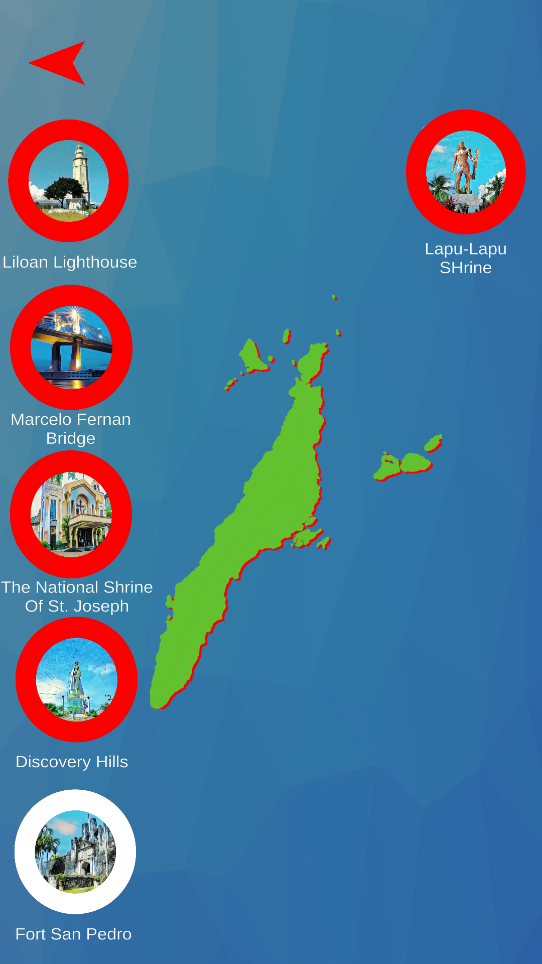 Liloan Lighthouse
Lapu-Lapu
SHrine
Marcelo Fernan
Bridge
The National Shrine
Of St. Joseph
Discovery Hills
Fort San Pedro